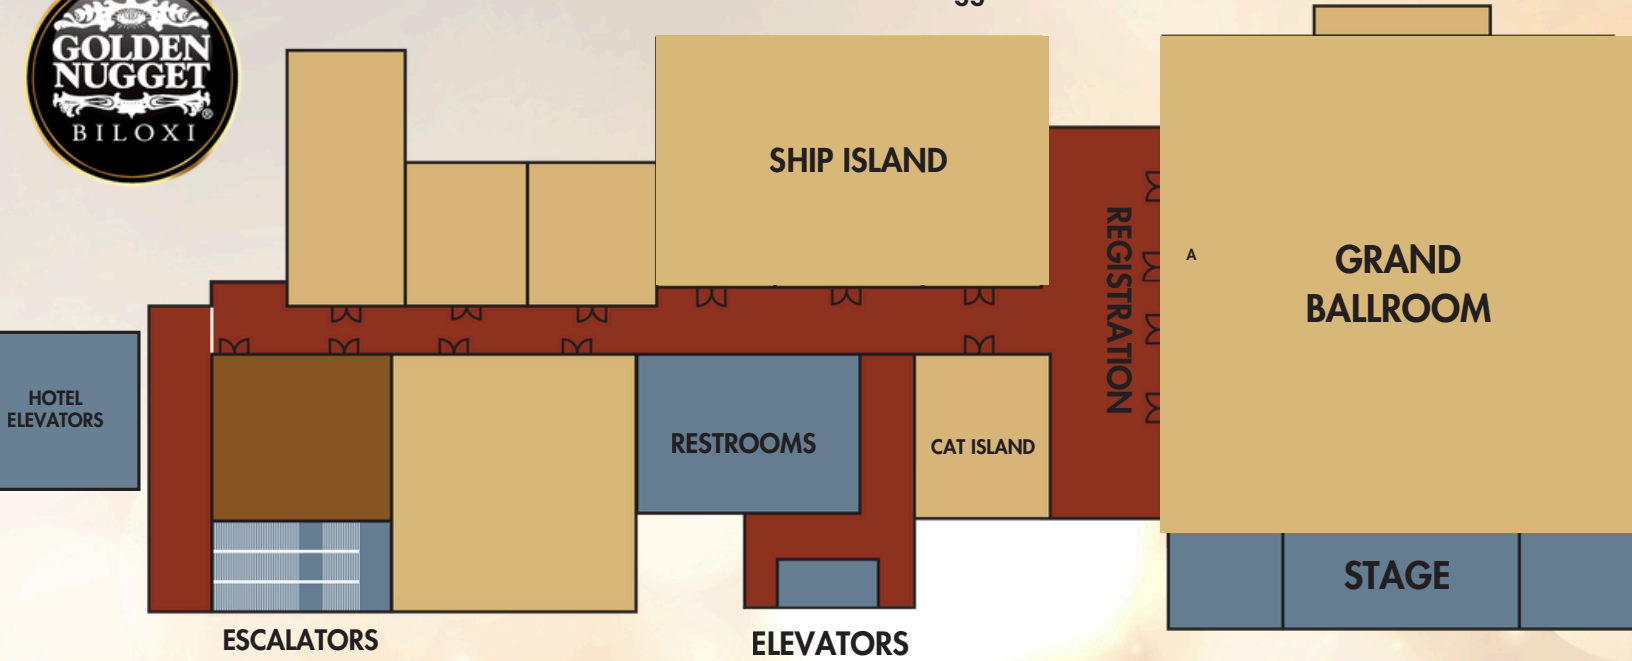 GOLDEN
NUGGET
®
BILOXI
SHIP ISLAND
REGISTRATION
A
GRAND
BALLROOM
HOTEL
ELEVATORS
RESTROOMS
CAT ISLAND
STAGE
ESCALATORS
ELEVATORS